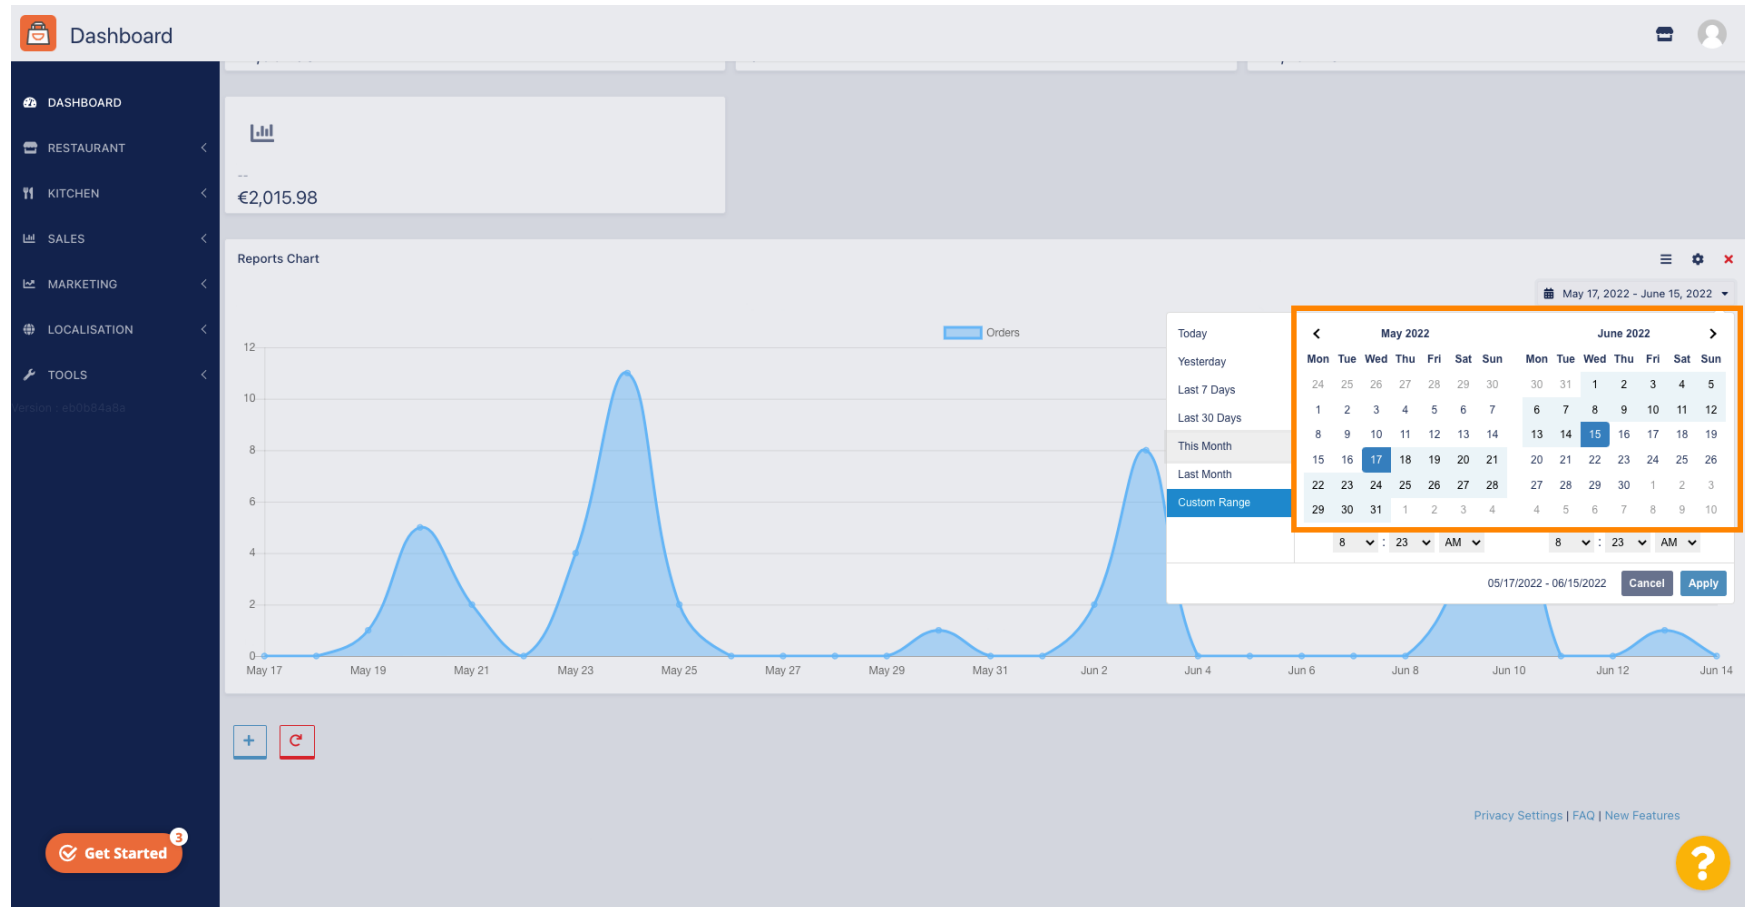 Dashboard
DASHBOARD
RESTAURANT
KITCHEN
SALES
MARKETING
LOCALISATION
TOOLS
Version : eb0b84a6a
--
€2,015.98
Reports Chart
May 17, 2022 - June 15, 2022
Orders
12
10
8
6
4
2
0
May 17 May 19 May 21 May 23 May 25 May 27 May 29 May 31 Jun 2 Jun 4 Jun 6 Jun 8 Jun 10 Jun 12 Jun 14
Today
Yesterday
Last 7 Days
Last 30 Days
This Month
Last Month
Custom Range
May 2022
Mon Tue Wed Thu Fri Sat Sun
24 25 26 27 28 29 30
1 2 3 4 5 6 7
8 9 10 11 12 13 14
15 16 17 18 19 20 21
22 23 24 25 26 27 28
29 30 31 1 2 3 4
8 : 23 AM
June 2022
Mon Tue Wed Thu Fri Sat Sun
30 31 1 2 3 4 5
6 7 8 9 10 11 12
13 14 15 16 17 18 19
20 21 22 23 24 25 26
27 28 29 30 1 2 3
4 5 6 7 8 9 10
8 : 23 AM
05/17/2022 - 06/15/2022 Cancel Apply
+
Privacy Settings | FAQ | New Features
Get Started
3
?